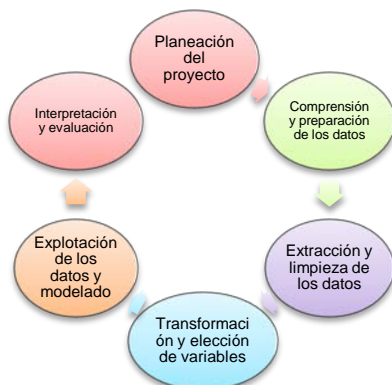 Planeación
del
proyecto
Comprensión
y preparación
de los datos
Extracción y
limpieza de
los datos
Transformaci
ón y elección
de variables
Explotación
de los
datos y
modelado
Interpretación
y evaluación